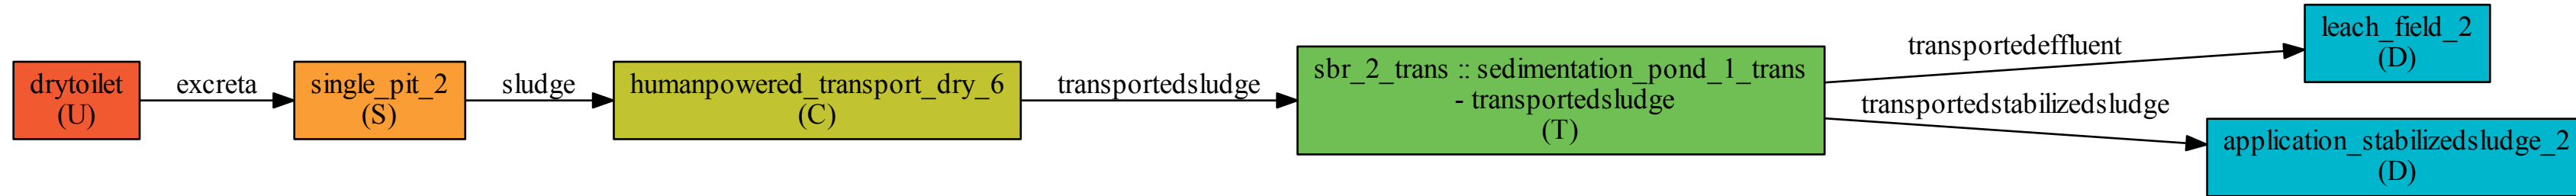 drytoilet
(U)
excreta
single_pit_2
(S)
sludge
humanpowered_transport_dry_6
(C)
transportedsludge
sbr_2_trans :: sedimentation_pond_1_trans
- transportedsludge
(T)
transportedeffluent
leach_field_2
(D)
transportedstabilizedsludge
application_stabilizedsludge_2
(D)